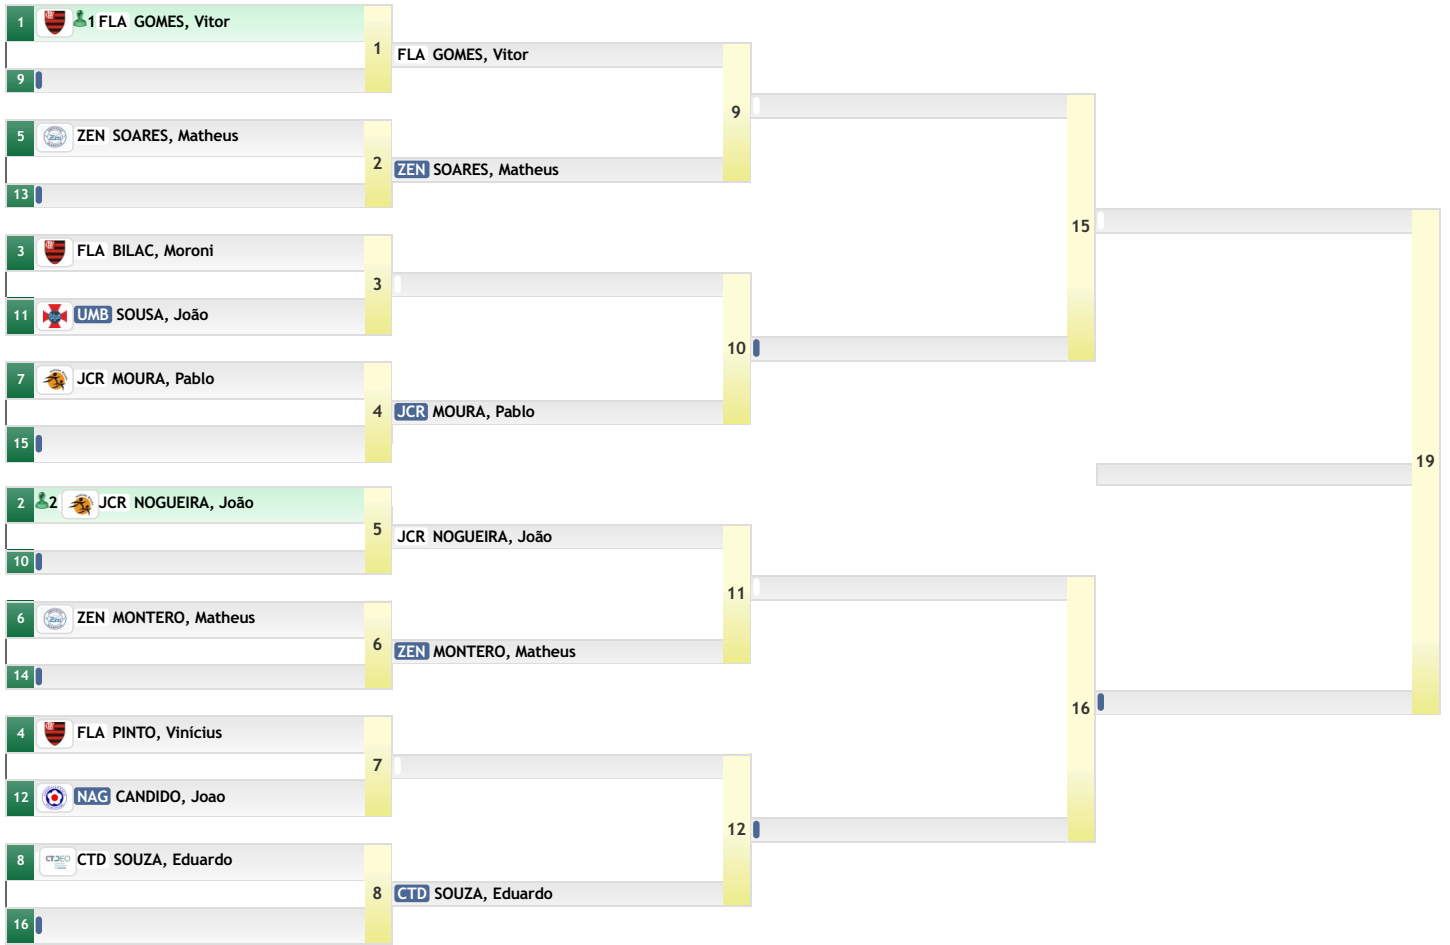 1 1 FLA GOMES, Vitor
1
9
FLA GOMES, Vitor
9
5 Zen ZEN SOARES, Matheus
2
13
ZEN SOARES, Matheus
15
3 FLA BILAC, Moroni
3
11 UMB SOUSA, João
10
7 JCR MOURA, Pablo
4
15
JCR MOURA, Pablo
19
2 2 JCR NOGUEIRA, João
5
10
JCR NOGUEIRA, João
11
6 Zen ZEN MONTERO, Matheus
6
14
ZEN MONTERO, Matheus
16
4 FLA PINTO, Vinícius
7
12 NAG CANDIDO, Joao
12
8 CTD SOUZA, Eduardo
8
16
CTD SOUZA, Eduardo